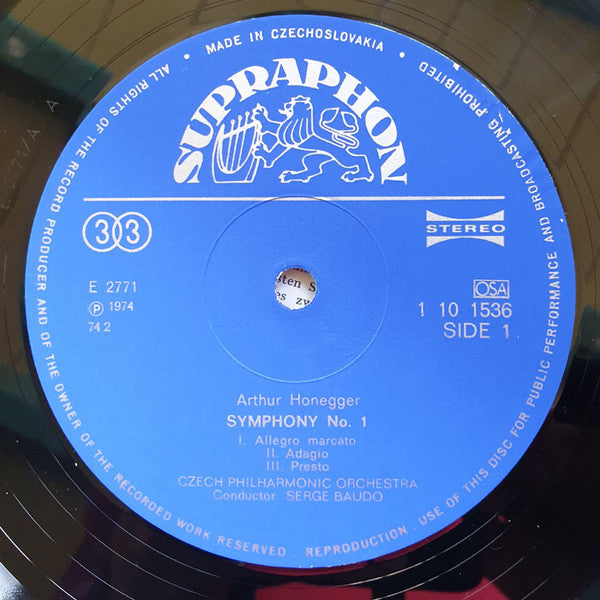 • MADE IN CZECHOSLOVAKIA •
ALL RIGHTS OF THE RECORD PRODUCER AND OF THE OWNER OF THE RECORDED WORK RESERVED . REPRODUCTION , USE OF THIS DISC FOR PUBLIC PERFORMANCE AND BROADCASTING PROHIBITED
SUPRAPHON
33
STEREO
E 2771
℗ 1974
74 2
OSA
1 10 1536
SIDE 1
sten S
es zv
Arthur Honegger
SYMPHONY No. 1
I. Allegro marcato
II. Adagio
III. Presto
CZECH PHILHARMONIC ORCHESTRA
Conductor SERGE BAUDO